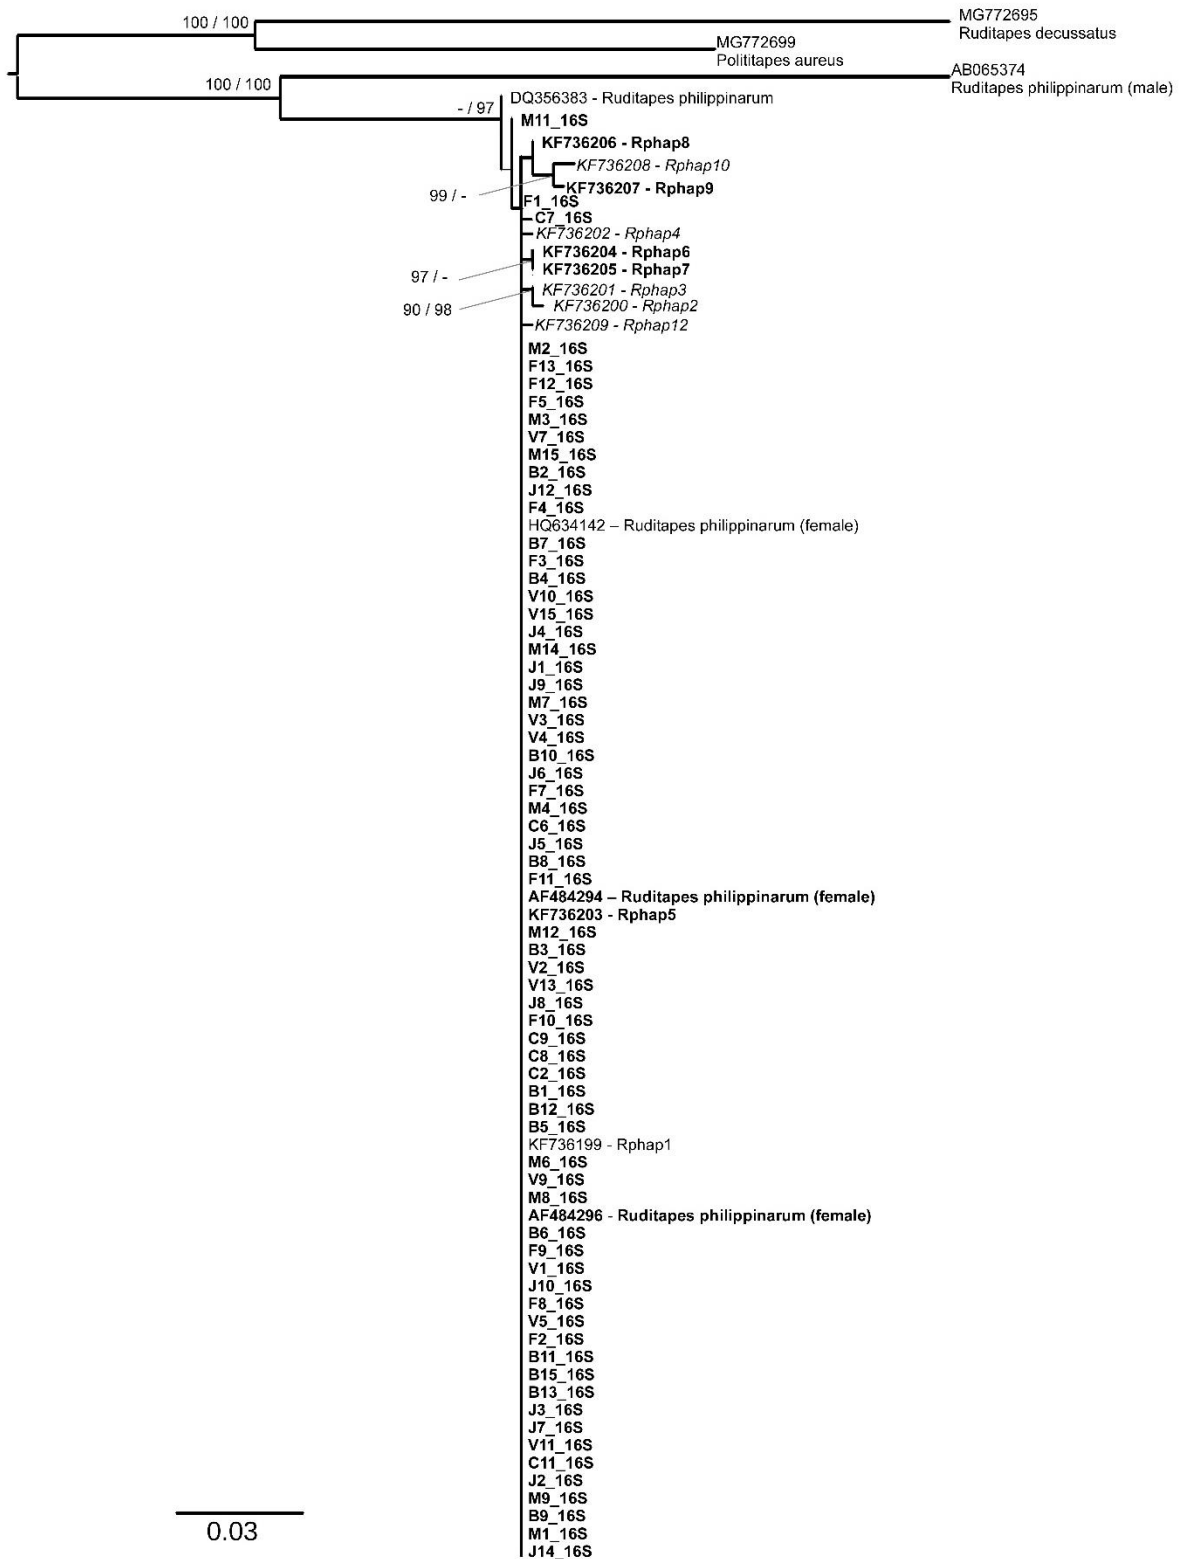 100 / 100
MG772695
Ruditapes decussatus
MG772699
Polititapes aureus
AB065374
Ruditapes philippinarum (male)
100 / 100
- / 97
DQ356383 - Ruditapes philippinarum
M11_16S
KF736206 - Rphap8
KF736208 - Rphap10
KF736207 - Rphap9
99 / -
F1_16S
C7_16S
KF736202 - Rphap4
KF736204 - Rphap6
KF736205 - Rphap7
97 / -
KF736201 - Rphap3
KF736200 - Rphap2
90 / 98
KF736209 - Rphap12
M2_16S
F13_16S
F12_16S
F5_16S
M3_16S
V7_16S
M15_16S
B2_16S
J12_16S
F4_16S
HQ634142 – Ruditapes philippinarum (female)
B7_16S
F3_16S
B4_16S
V10_16S
V15_16S
J4_16S
M14_16S
J1_16S
J9_16S
M7_16S
V3_16S
V4_16S
B10_16S
J6_16S
F7_16S
M4_16S
C6_16S
J5_16S
B8_16S
F11_16S
AF484294 – Ruditapes philippinarum (female)
KF736203 - Rphap5
M12_16S
B3_16S
V2_16S
V13_16S
J8_16S
F10_16S
C9_16S
C8_16S
C2_16S
B1_16S
B12_16S
B5_16S
KF736199 - Rphap1
M6_16S
V9_16S
M8_16S
AF484296 - Ruditapes philippinarum (female)
B6_16S
F9_16S
V1_16S
J10_16S
F8_16S
V5_16S
F2_16S
B11_16S
B15_16S
B13_16S
J3_16S
J7_16S
V11_16S
C11_16S
J2_16S
M9_16S
B9_16S
M1_16S
J14_16S
0.03